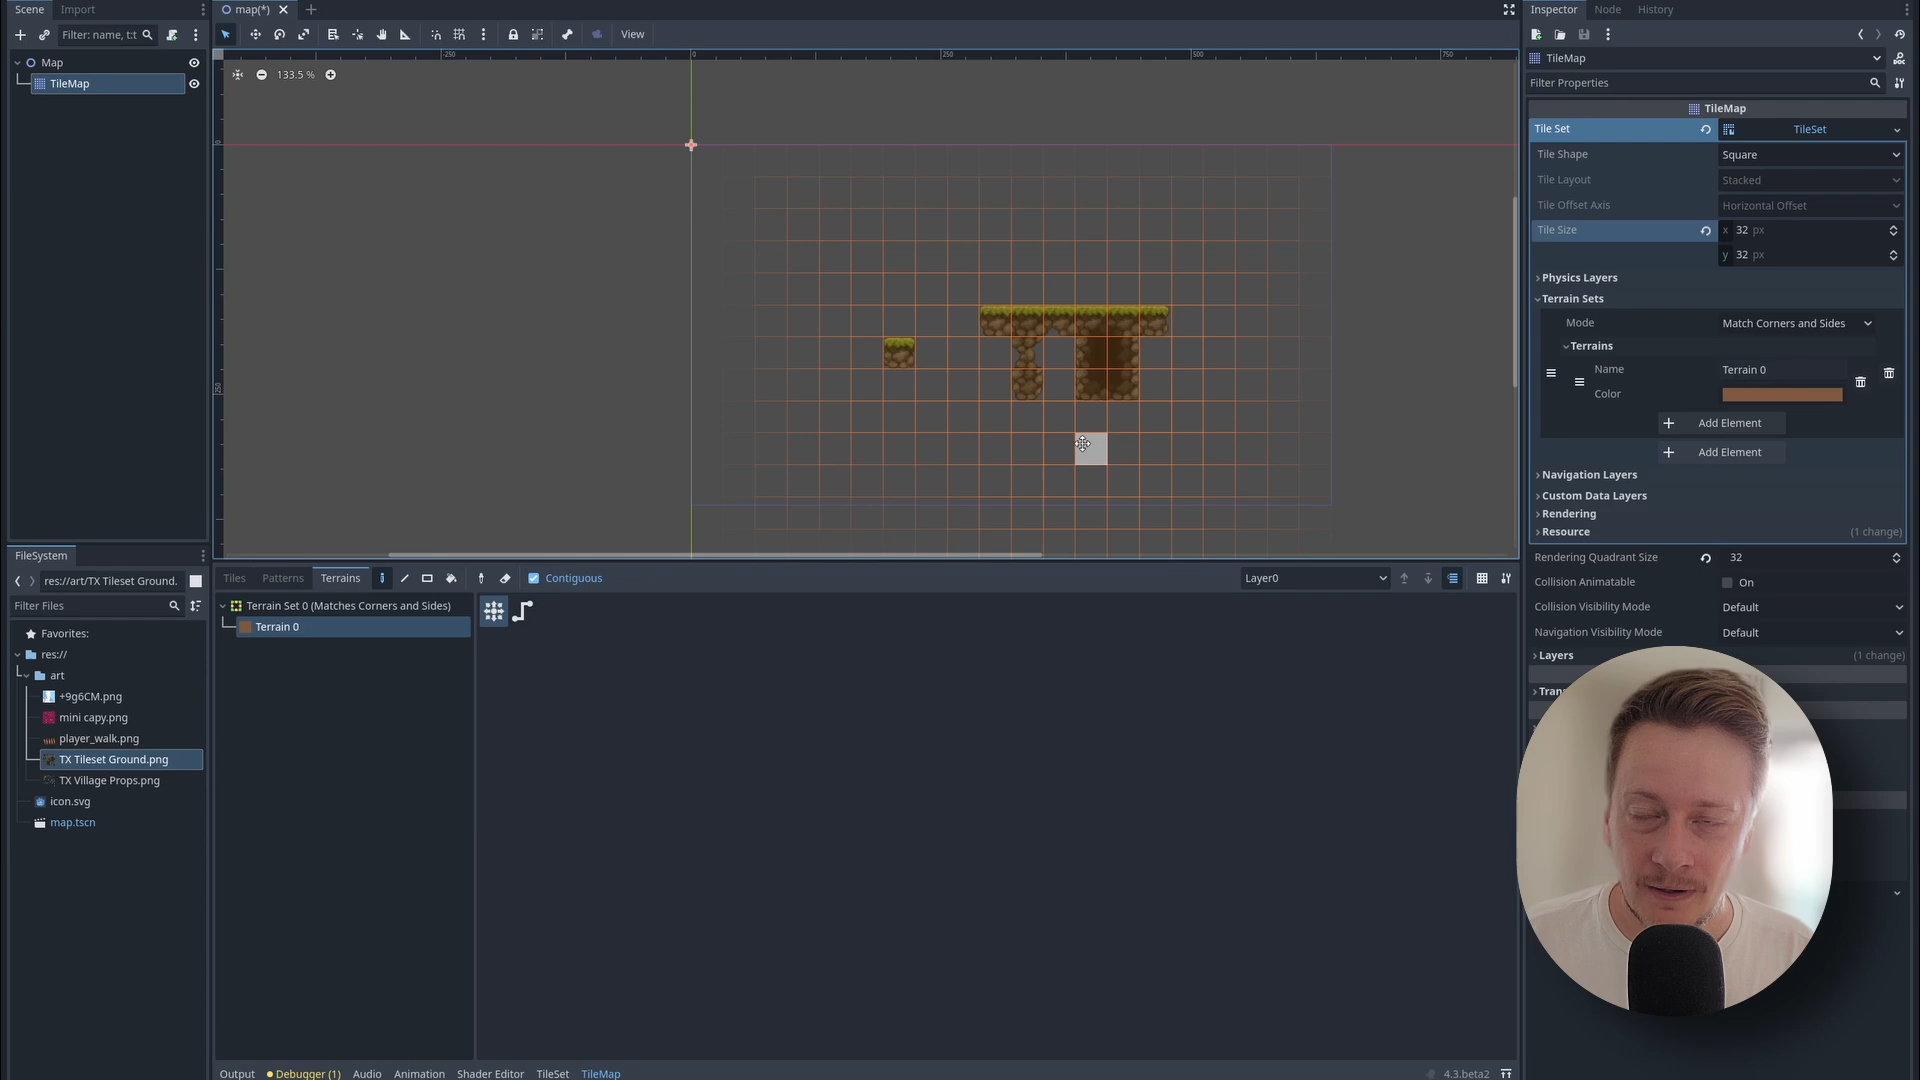 Scene
Import
Filter: name, t:t
Map
TileMap
map(*)
View
-250
0
250
500
750
0
250
133.5 %
Inspector
Node
History
TileMap
Filter Properties
TileMap
Tile Set
TileSet
Tile Shape
Square
Tile Layout
Stacked
Tile Offset Axis
Horizontal Offset
Tile Size
x 32 px
y 32 px
Physics Layers
Terrain Sets
Mode
Match Corners and Sides
Terrains
Name
Terrain 0
Color
Add Element
Add Element
Navigation Layers
Custom Data Layers
Rendering
Resource
(1 change)
Rendering Quadrant Size
32
Collision Animatable
On
Collision Visibility Mode
Default
Navigation Visibility Mode
Default
Layers
(1 change)
FileSystem
res://art/TX Tileset Ground.
Filter Files
Favorites:
res://
art
+9g6CM.png
mini capy.png
player_walk.png
TX Tileset Ground.png
TX Village Props.png
icon.svg
map.tscn
Tiles
Patterns
Terrains
Contiguous
Layer0
Terrain Set 0 (Matches Corners and Sides)
Terrain 0
Output
Debugger (1)
Audio
Animation
Shader Editor
TileSet
TileMap
4.3.beta2